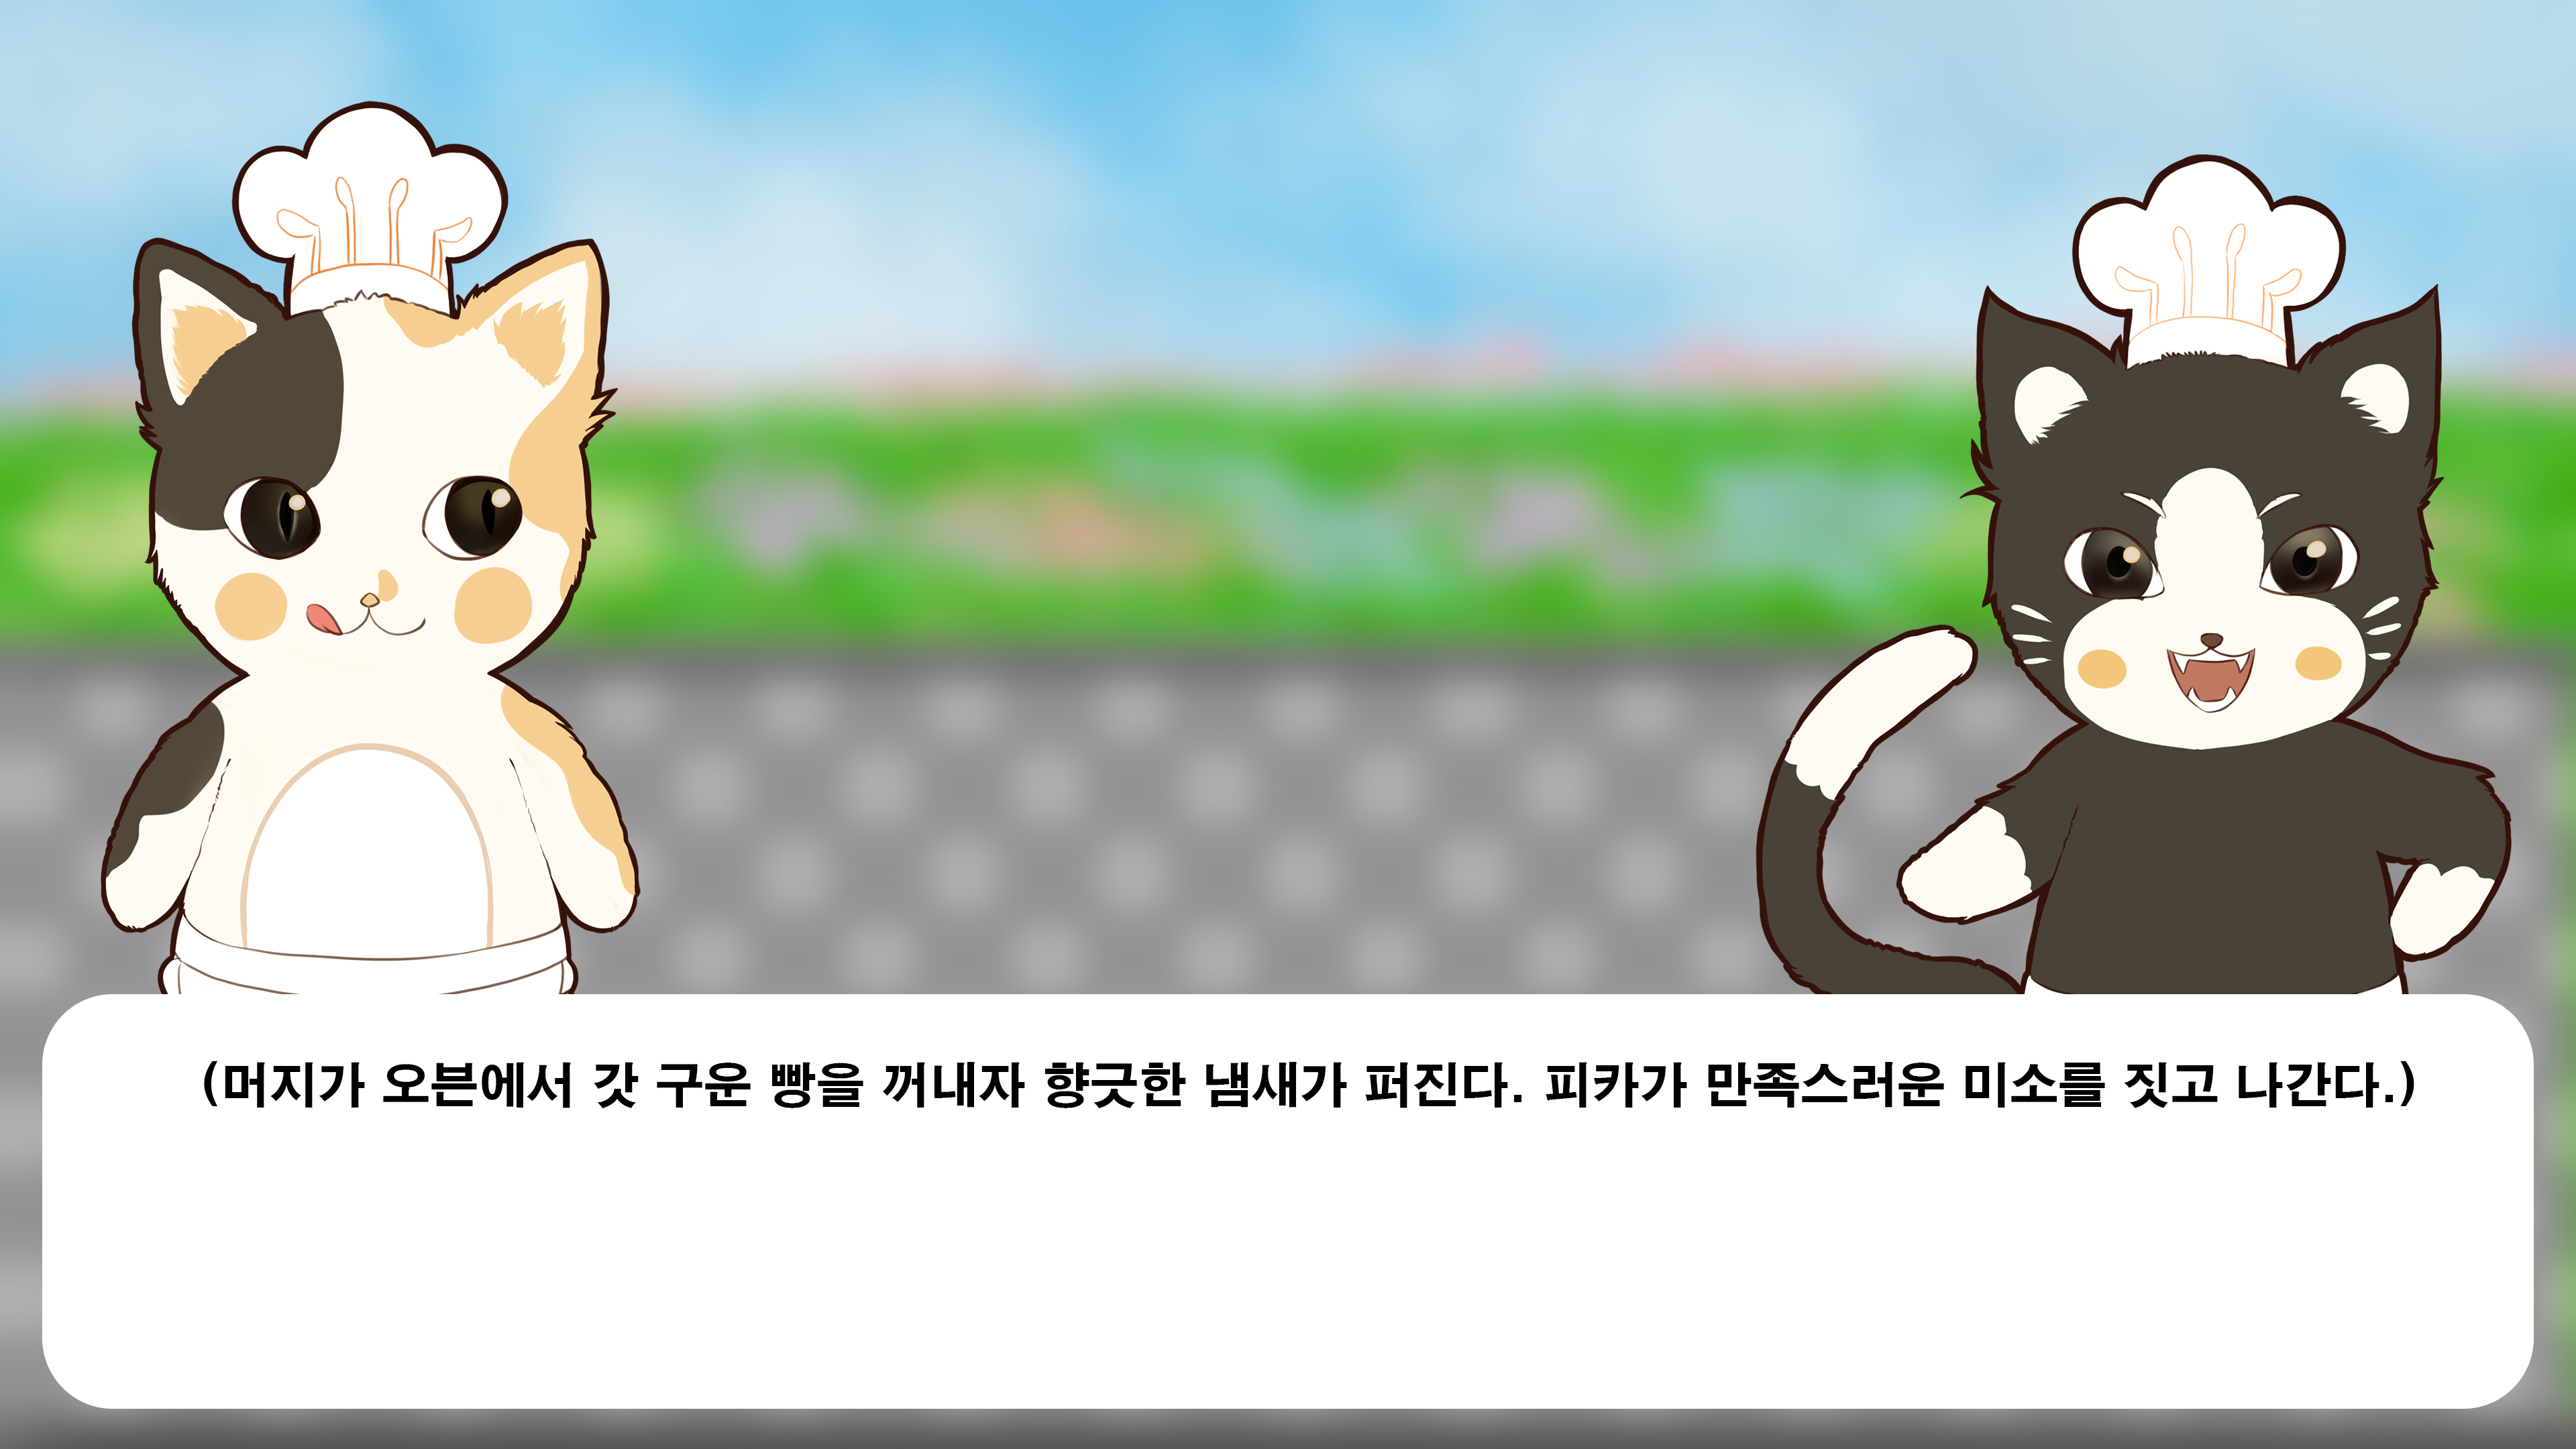 (머지가 오븐에서 갓 구운 빵을 꺼내자 향긋한 냄새가 퍼진다. 피카가 만족스러운 미소를 짓고 나간다.)